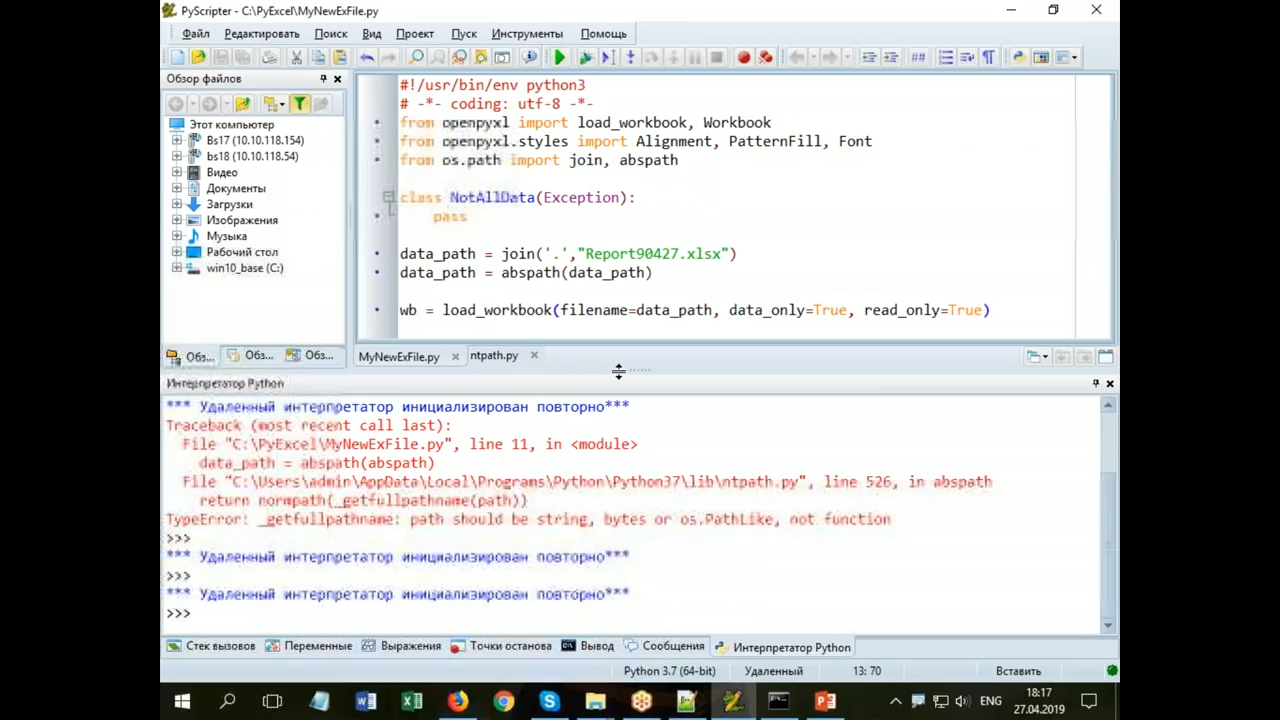 PyScripter - C:\PyExcel\MyNewExFile.py
Файл Редактировать Поиск Вид Проект Пуск Инструменты Помощь
Обзор файлов
Этот компьютер
Bs17 (10.10.118.154)
bs18 (10.10.118.54)
Видео
Документы
Загрузки
Изображения
Музыка
Рабочий стол
win10_base (C:)
Обз... Обз... Обз...
#!/usr/bin/env python3
# -*- coding: utf-8 -*-
from openpyxl import load_workbook, Workbook
from openpyxl.styles import Alignment, PatternFill, Font
from os.path import join, abspath
class NotAllData(Exception):
pass
data_path = join('.',"Report90427.xlsx")
data_path = abspath(data_path)
wb = load_workbook(filename=data_path, data_only=True, read_only=True)
MyNewExFile.py ntpath.py
Интерпретатор Python
*** Удаленный интерпретатор инициализирован повторно***
Traceback (most recent call last):
File "C:\PyExcel\MyNewExFile.py", line 11, in <module>
data_path = abspath(abspath)
File "C:\Users\admin\AppData\Local\Programs\Python\Python37\lib\ntpath.py", line 526, in abspath
return normpath(_getfullpathname(path))
TypeError: _getfullpathname: path should be string, bytes or os.PathLike, not function
>>>
*** Удаленный интерпретатор инициализирован повторно***
>>>
*** Удаленный интерпретатор инициализирован повторно***
>>>
Стек вызовов Переменные Выражения Точки останова Вывод Сообщения Интерпретатор Python
Python 3.7 (64-bit) Удаленный 13: 70 Вставить
ENG 18:17
27.04.2019